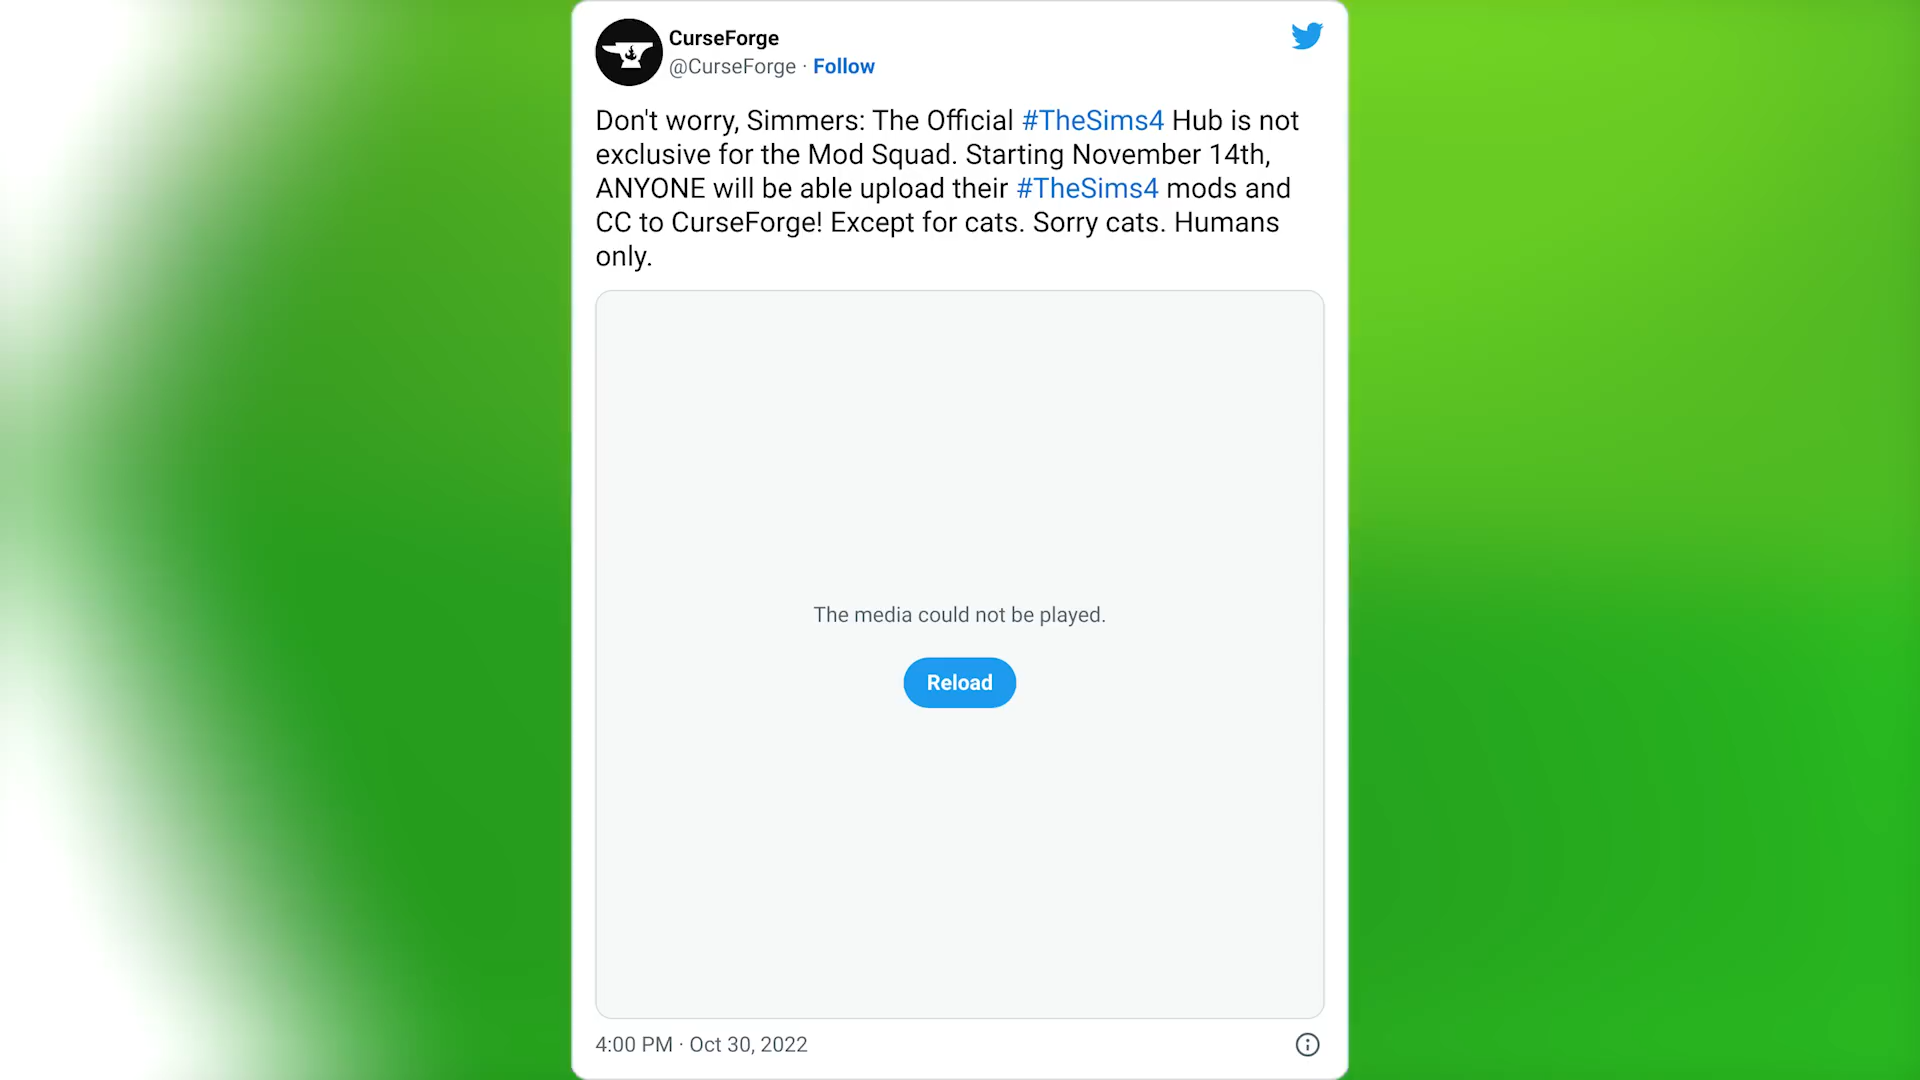 CurseForge
@CurseForge · Follow
Don't worry, Simmers: The Official #TheSims4 Hub is not
exclusive for the Mod Squad. Starting November 14th,
ANYONE will be able upload their #TheSims4 mods and
CC to CurseForge! Except for cats. Sorry cats. Humans
only.
The media could not be played.
Reload
4:00 PM · Oct 30, 2022